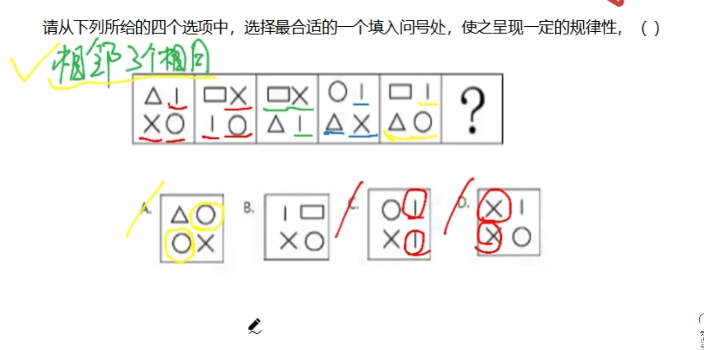 请从下列所给的四个选项中，选择最合适的一个填入问号处，使之呈现一定的规律性，（ ）
相邻3个相同
△ | □ X □ X ○ | □ |
X ○ | ○ △ | △ X △ ○ ?
A. △ ○ B. | □ C. ○ | D. X |
○ X X ○ X | X ○